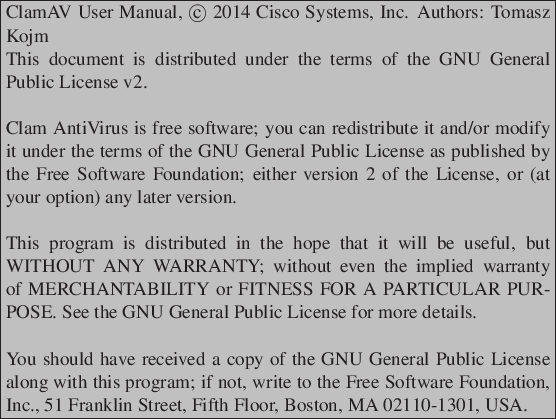 ClamAV User Manual, © 2014 Cisco Systems, Inc. Authors: Tomasz
Kojm
This document is distributed under the terms of the GNU General
Public License v2.
Clam AntiVirus is free software; you can redistribute it and/or modify
it under the terms of the GNU General Public License as published by
the Free Software Foundation; either version 2 of the License, or (at
your option) any later version.
This program is distributed in the hope that it will be useful, but
WITHOUT ANY WARRANTY; without even the implied warranty
of MERCHANTABILITY or FITNESS FOR A PARTICULAR PUR-
POSE. See the GNU General Public License for more details.
You should have received a copy of the GNU General Public License
along with this program; if not, write to the Free Software Foundation,
Inc., 51 Franklin Street, Fifth Floor, Boston, MA 02110-1301, USA.